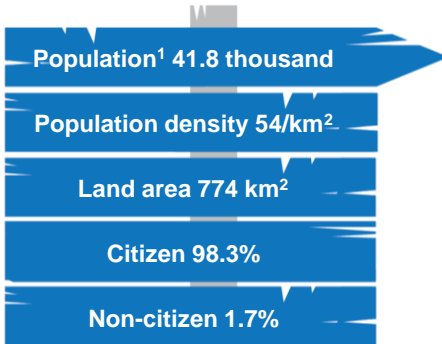 Population¹ 41.8 thousand
Population density 54/km²
Land area 774 km²
Citizen 98.3%
Non-citizen 1.7%